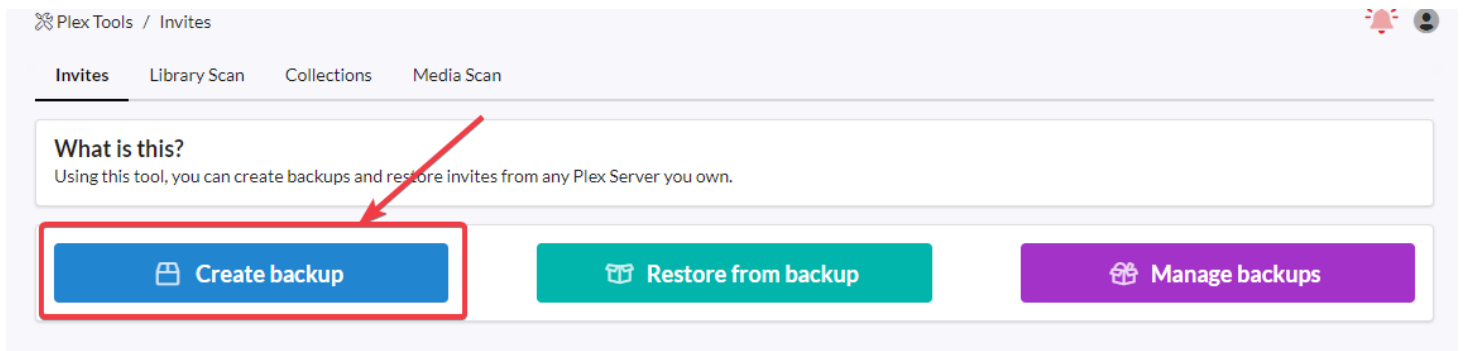 Plex Tools / Invites
Invites Library Scan Collections Media Scan
What is this?
Using this tool, you can create backups and restore invites from any Plex Server you own.
Create backup Restore from backup Manage backups